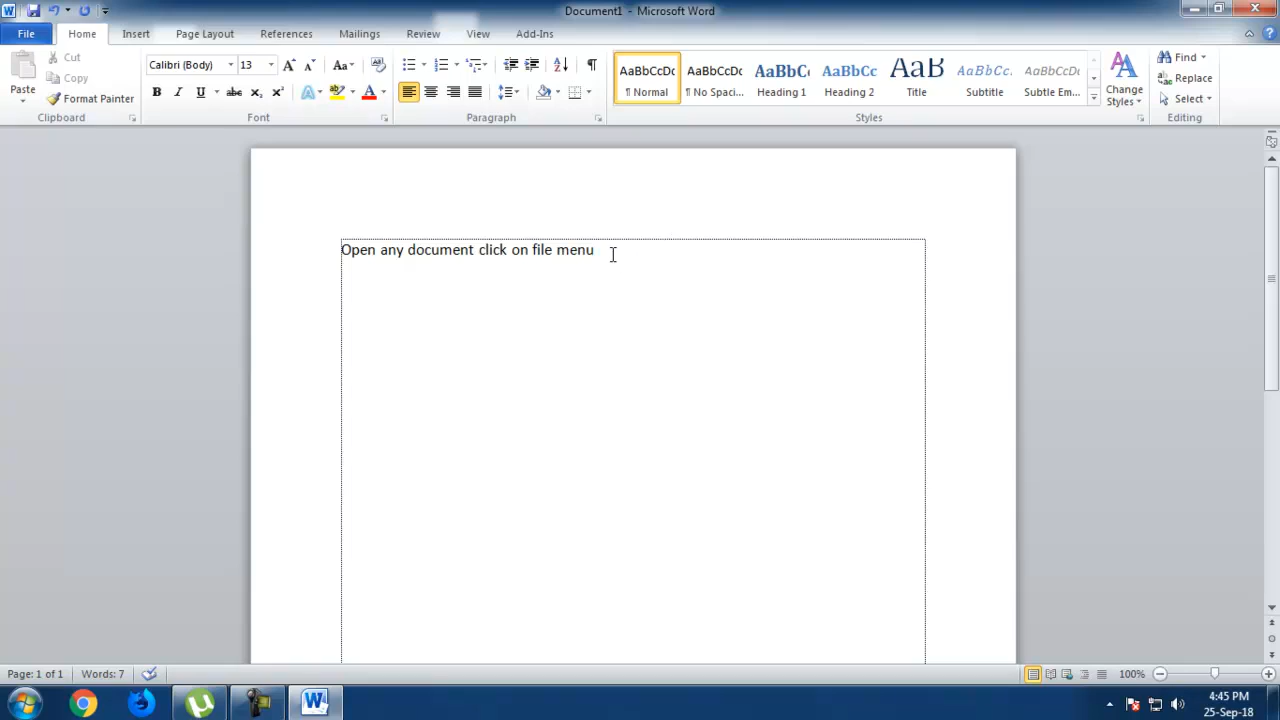 Document1 - Microsoft Word
File Home Insert Page Layout References Mailings Review View Add-Ins
Paste
Cut
Copy
Format Painter
Clipboard
Calibri (Body) 13
Font
Paragraph
AaBbCcDc AaBbCcDc AaBbCc AaBbCc AaB AaBbCc. AaBbCcDc
¶ Normal ¶ No Spaci... Heading 1 Heading 2 Title Subtitle Subtle Em...
Change Styles
Styles
Find
Replace
Select
Editing
Open any document click on file menu
Page: 1 of 1 Words: 7 100%
4:45 PM
25-Sep-18